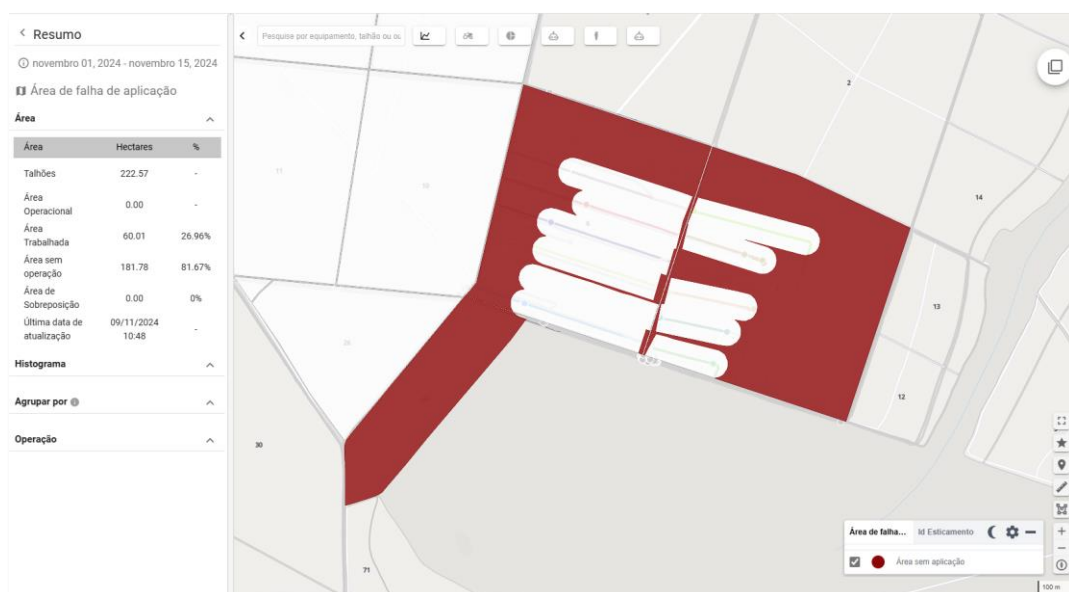 Resumo
novembro 01, 2024 - novembro 15, 2024
Área de falha de aplicação
Área
Área Hectares %
Talhões 222.57 -
Área
Operacional 0.00 -
Área
Trabalhada 60.01 26.96%
Área sem
operação 181.78 81.67%
Área de
Sobreposição 0.00 0%
Última data de
atualização 09/11/2024
10:48 -
Histograma
Agrupar por
Operação
Pesquise por equipamento, talhão ou ou
2
11
10
14
13
12
30
71
Área de falha... Id Esticamento
Área sem aplicação
100 m